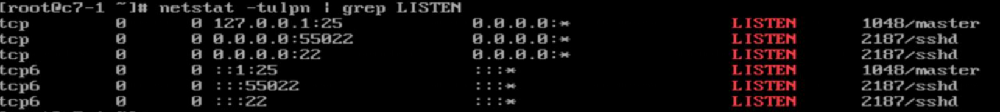 [root@c7-1 ~]# netstat -tulpn | grep LISTEN
tcp 0 0 127.0.0.1:25 0.0.0.0:* LISTEN 1048/master
tcp 0 0 0.0.0.0:55022 0.0.0.0:* LISTEN 2187/sshd
tcp 0 0 0.0.0.0:22 0.0.0.0:* LISTEN 2187/sshd
tcp6 0 0 ::1:25 :::* LISTEN 1048/master
tcp6 0 0 :::55022 :::* LISTEN 2187/sshd
tcp6 0 0 :::22 :::* LISTEN 2187/sshd